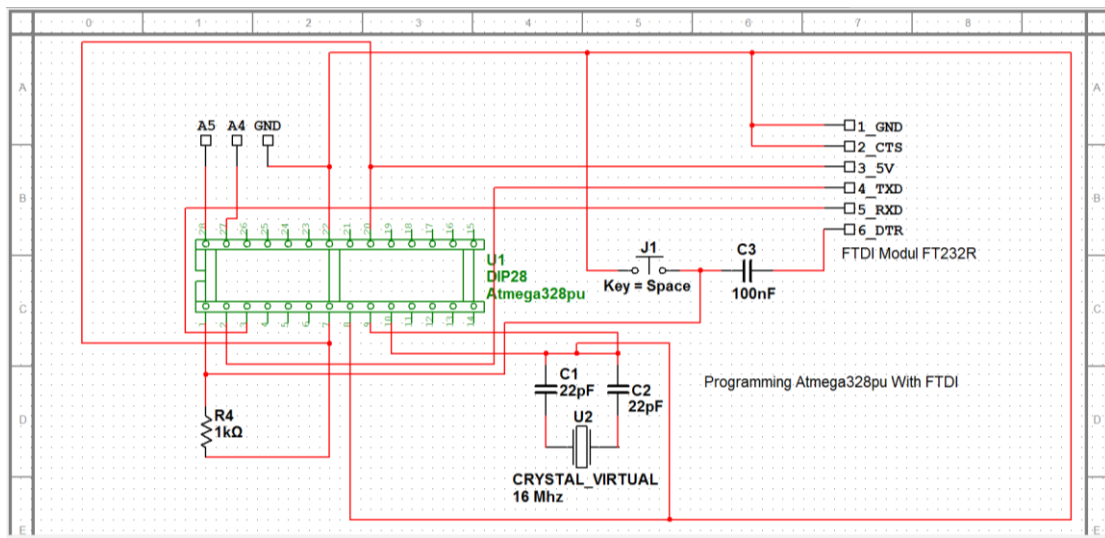 0 1 2 3 4 5 6 7 8
A A
A5 A4 GND
1_GND
2_CTS
3_5V
4_TXD
5_RXD
6_DTR
FTDI Modul FT232R
B B
28 27 26 25 24 23 22 21 20 19 18 17 16 15
U1
DIP28
Atmega328pu
J1
Key = Space
C3
100nF
C C
1 2 3 4 5 6 7 8 9 10 11 12 13 14
C1
22pF
C2
22pF
Programming Atmega328pu With FTDI
R4
1kΩ
D D
U2
CRYSTAL_VIRTUAL
16 Mhz
E E